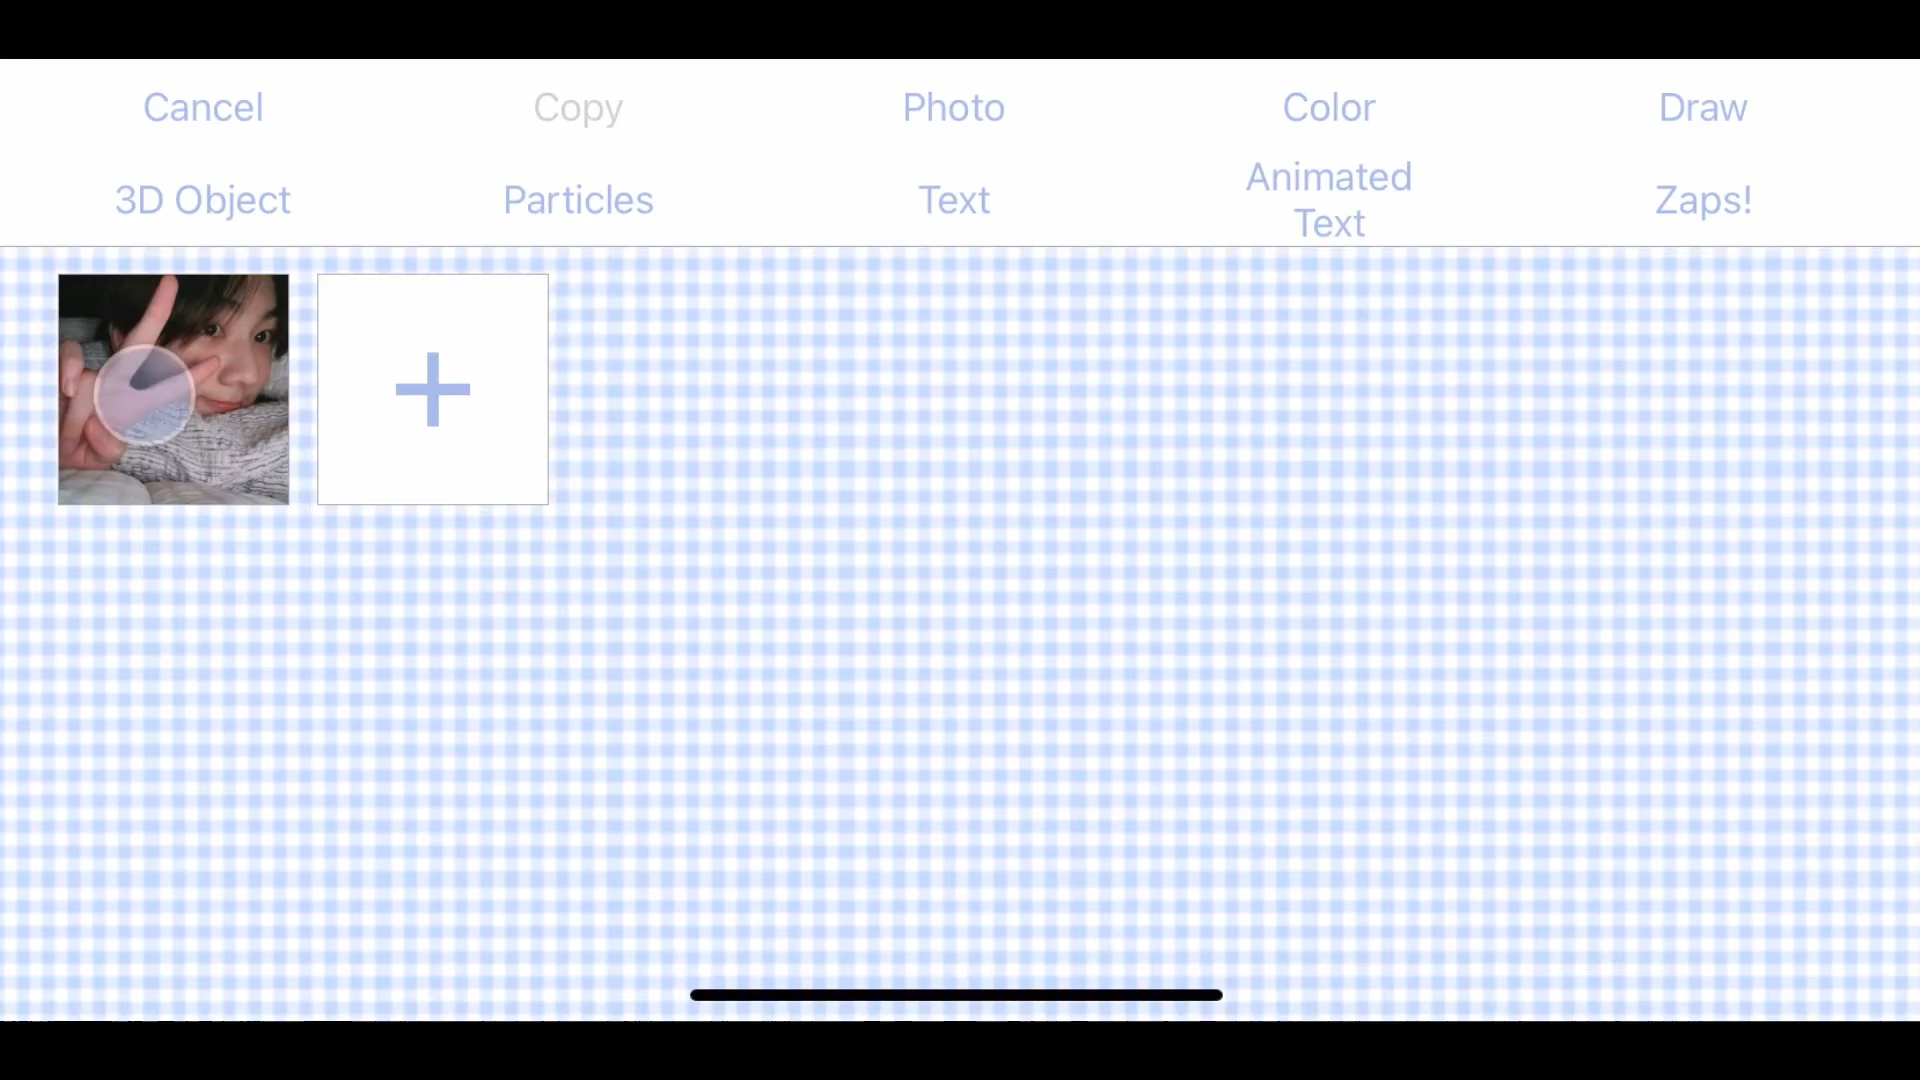 Cancel
Copy
Photo
Color
Draw
3D Object
Particles
Text
Animated
Text
Zaps!